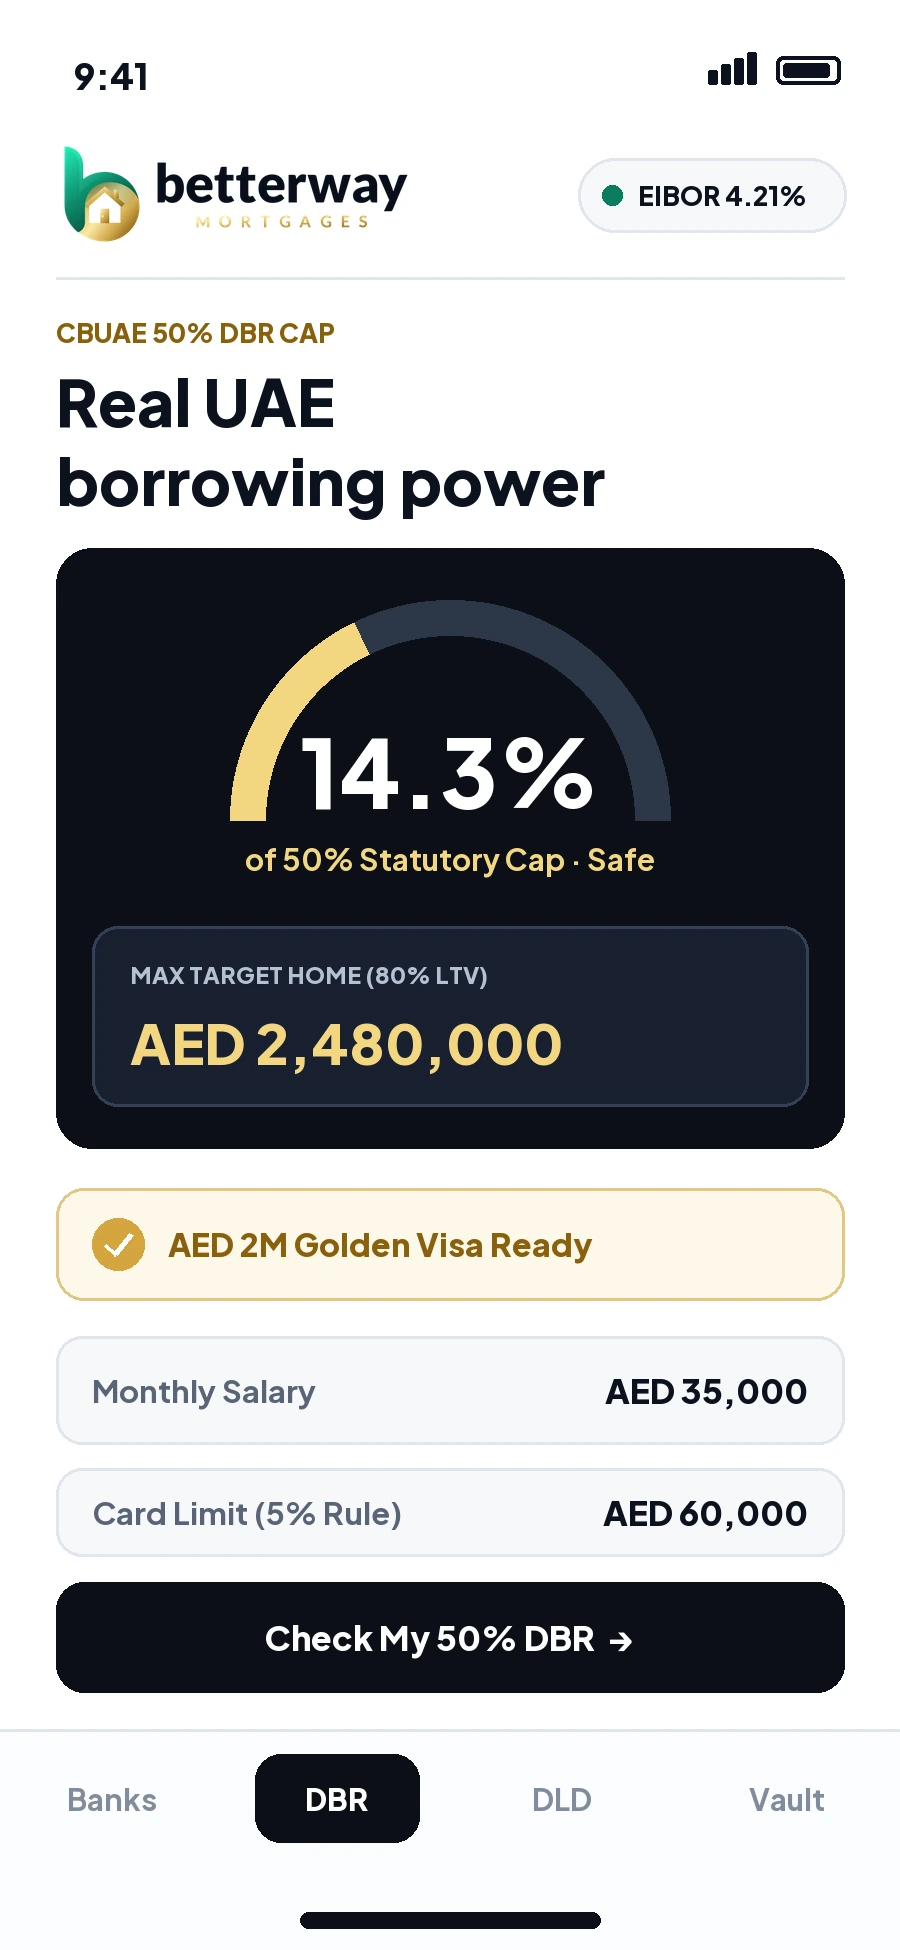 9:41
betterway
MORTGAGES
EIBOR 4.21%
CBUAE 50% DBR CAP
Real UAE
borrowing power
14.3%
of 50% Statutory Cap · Safe
MAX TARGET HOME (80% LTV)
AED 2,480,000
AED 2M Golden Visa Ready
Monthly Salary AED 35,000
Card Limit (5% Rule) AED 60,000
Check My 50% DBR →
Banks DBR DLD Vault